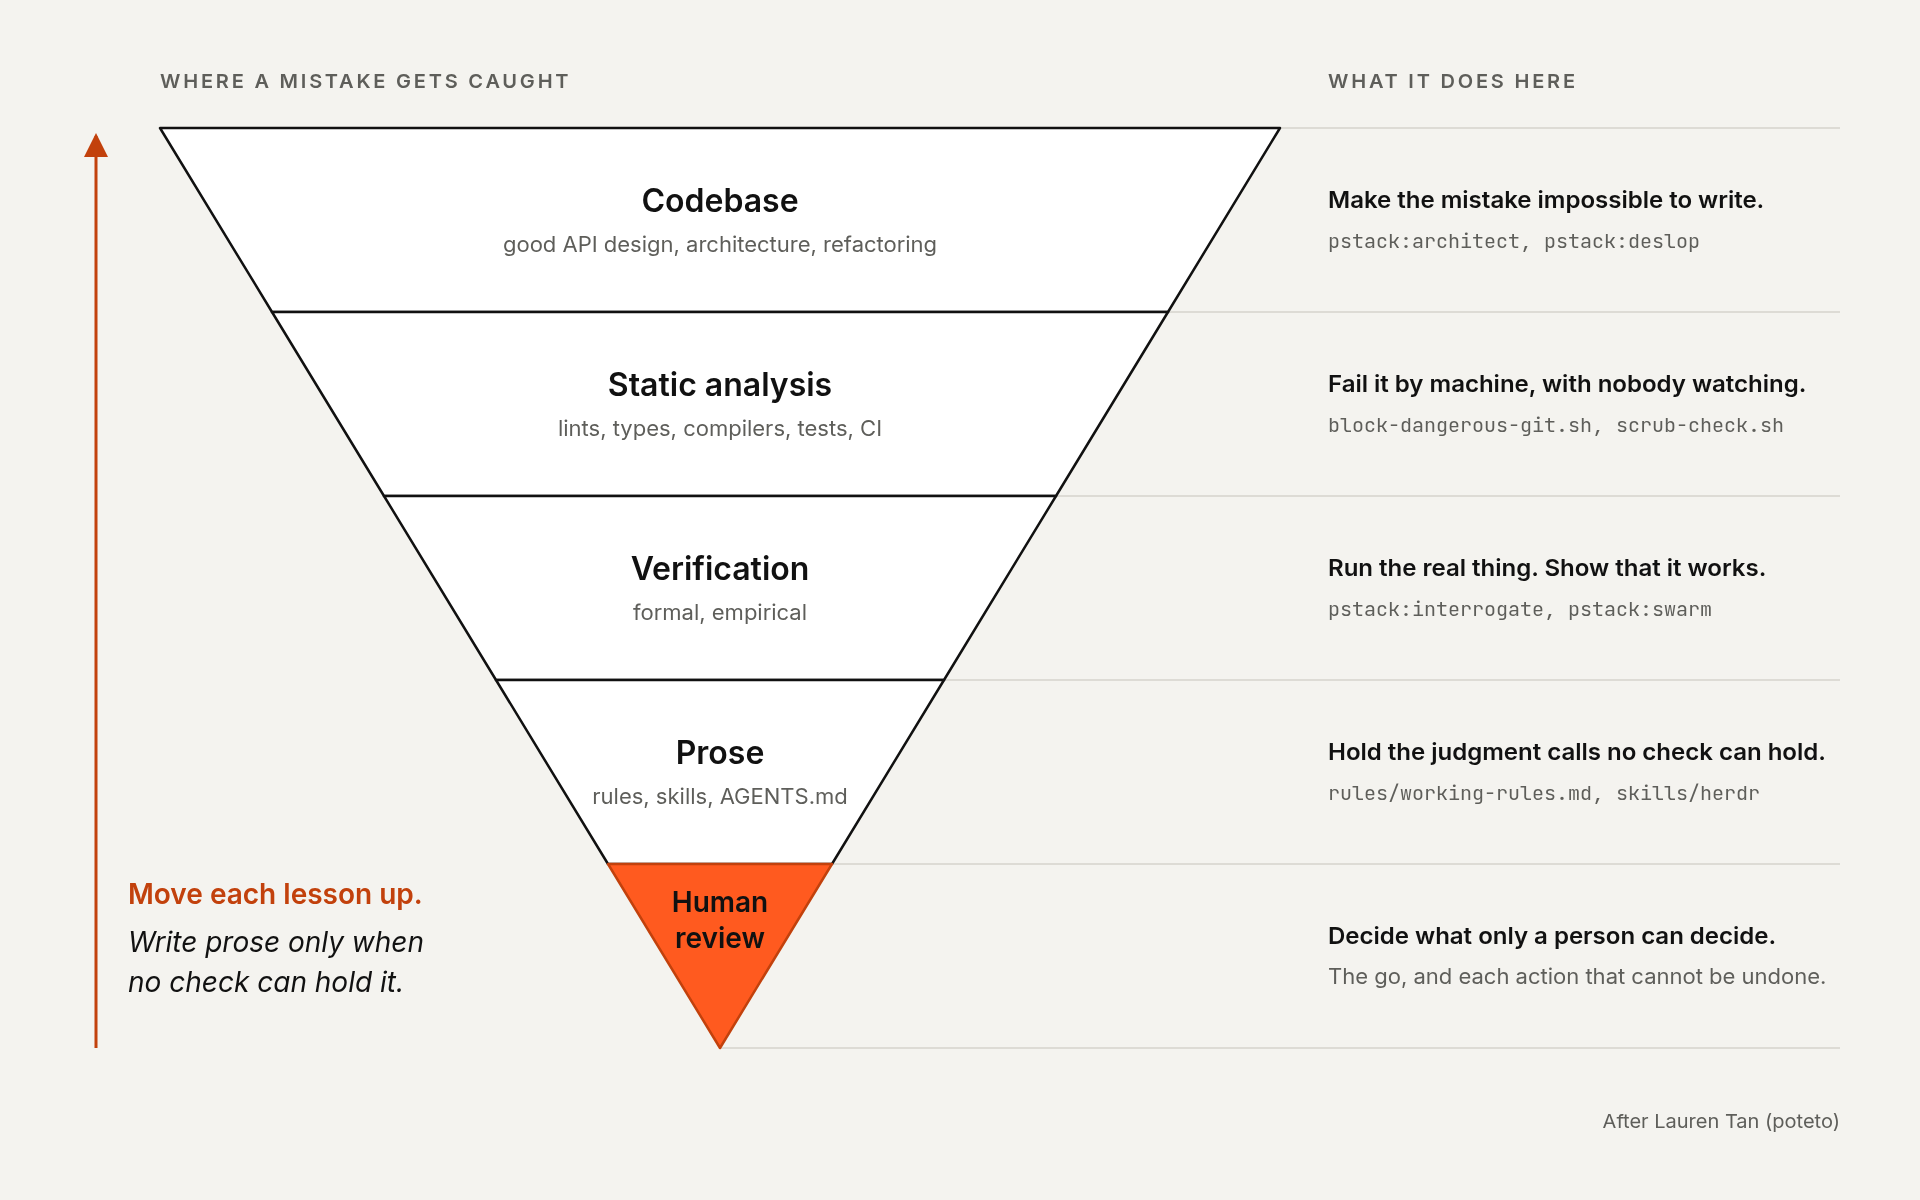 WHERE A MISTAKE GETS CAUGHT
WHAT IT DOES HERE
Codebase
good API design, architecture, refactoring
Make the mistake impossible to write.
pstack:architect, pstack:deslop
Static analysis
lints, types, compilers, tests, CI
Fail it by machine, with nobody watching.
block-dangerous-git.sh, scrub-check.sh
Verification
formal, empirical
Run the real thing. Show that it works.
pstack:interrogate, pstack:swarm
Prose
rules, skills, AGENTS.md
Hold the judgment calls no check can hold.
rules/working-rules.md, skills/herdr
Move each lesson up.
Write prose only when
no check can hold it.
Human
review
Decide what only a person can decide.
The go, and each action that cannot be undone.
After Lauren Tan (poteto)